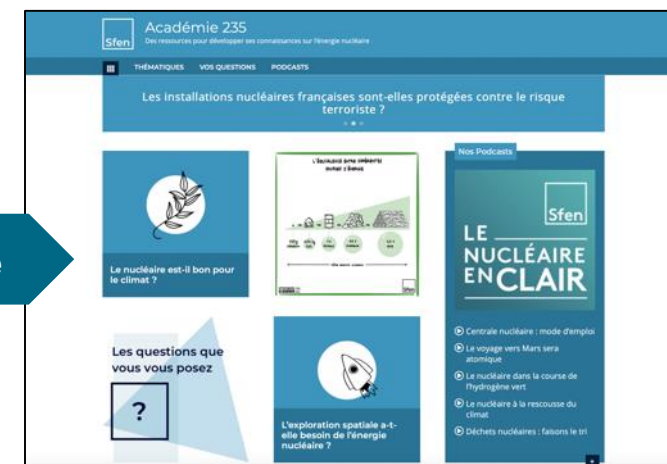 Sfen
Académie 235
Des ressources pour développer ses connaissances sur l'énergie nucléaire
THÉMATIQUES VOS QUESTIONS PODCASTS
Les installations nucléaires françaises sont-elles protégées contre le risque
terroriste ?
Le nucléaire est-il bon pour
le climat ?
Les questions que
vous vous posez
?
L'exploration spatiale a-t-
elle besoin de l'énergie
nucléaire ?
Nos Podcasts
Sfen
LE
NUCLÉAIRE
EN CLAIR
Centrale nucléaire : mode d'emploi
Le voyage vers Mars sera
atomique
Le nucléaire dans la course de
l'hydrogène vert
Le nucléaire à la rescousse du
climat
Déchets nucléaires : faisons le tri